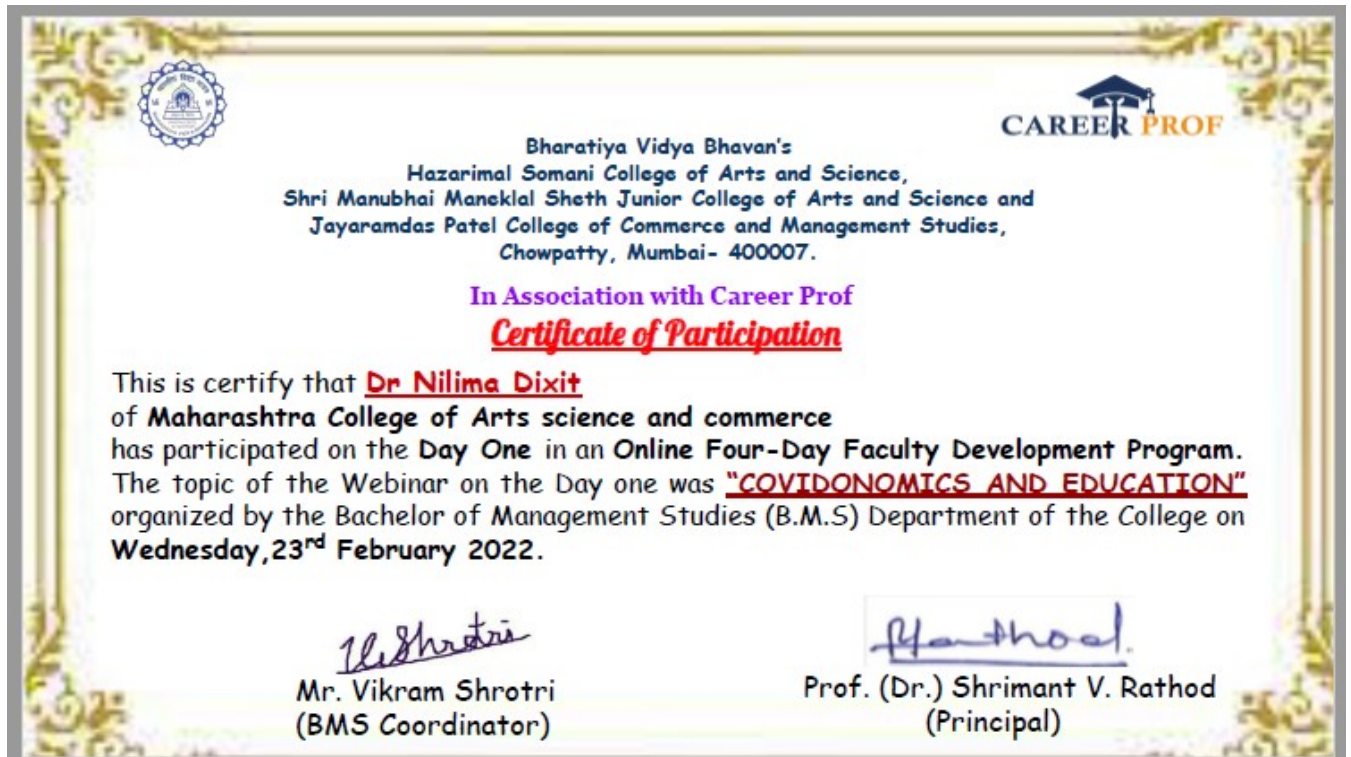 CAREER PROF
Bharatiya Vidya Bhavan's
Hazarimal Somani College of Arts and Science,
Shri Manubhai Maneklal Sheth Junior College of Arts and Science and
Jayaramdas Patel College of Commerce and Management Studies,
Chowpatty, Mumbai- 400007.
In Association with Career Prof
Certificate of Participation
This is certify that Dr Nilima Dixit
of Maharashtra College of Arts science and commerce
has participated on the Day One in an Online Four-Day Faculty Development Program.
The topic of the Webinar on the Day one was “COVIDONOMICS AND EDUCATION”
organized by the Bachelor of Management Studies (B.M.S) Department of the College on
Wednesday,23rd February 2022.
Mr. Vikram Shrotri
(BMS Coordinator)
Prof. (Dr.) Shrimant V. Rathod
(Principal)